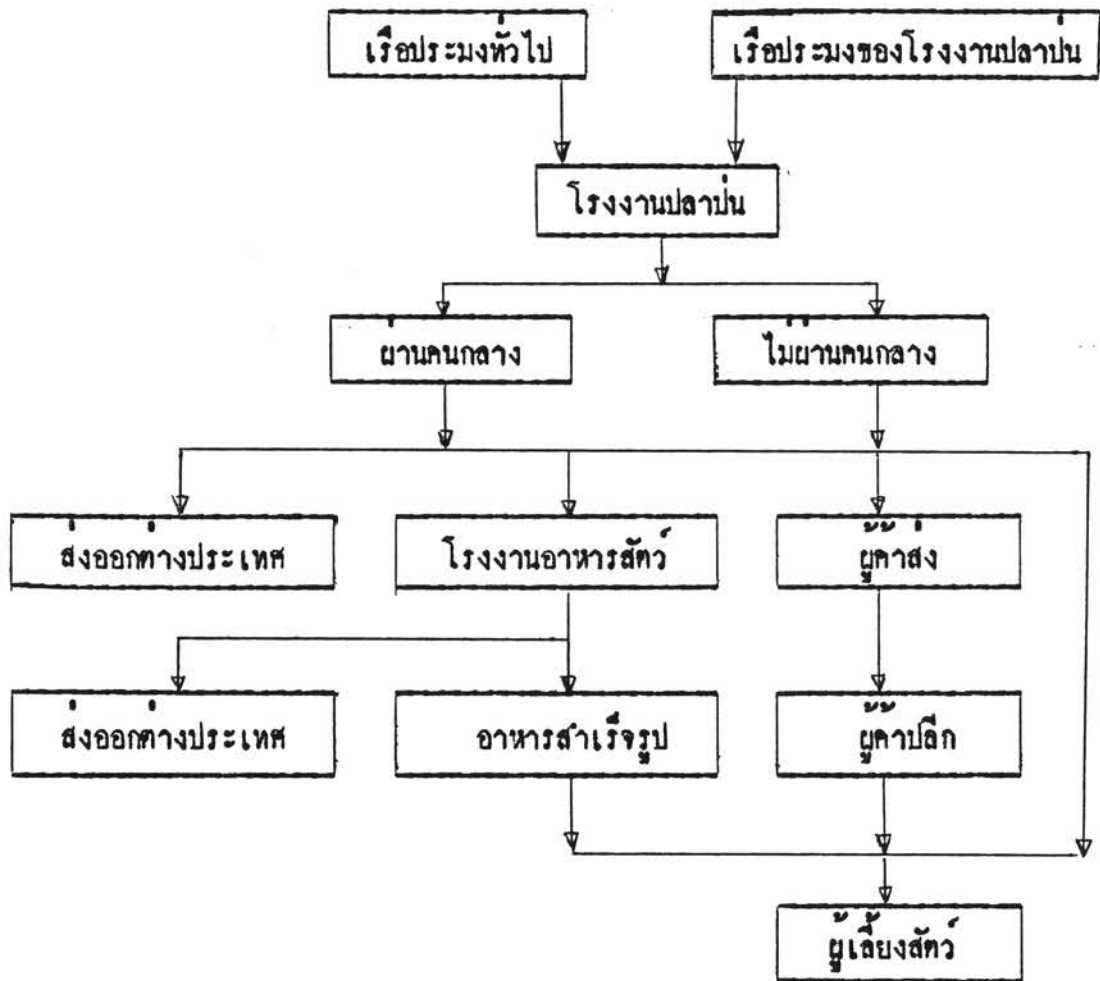 เรือประมงทั่วไป
เรือประมงของโรงงานปลาป่น
โรงงานปลาป่น
ผ่านคนกลาง
ไม่ผ่านคนกลาง
ส่งออกต่างประเทศ
โรงงานอาหารสัตว์
ผู้ค้าส่ง
ส่งออกต่างประเทศ
อาหารสำเร็จรูป
ผู้ค้าปลีก
ผู้เลี้ยงสัตว์